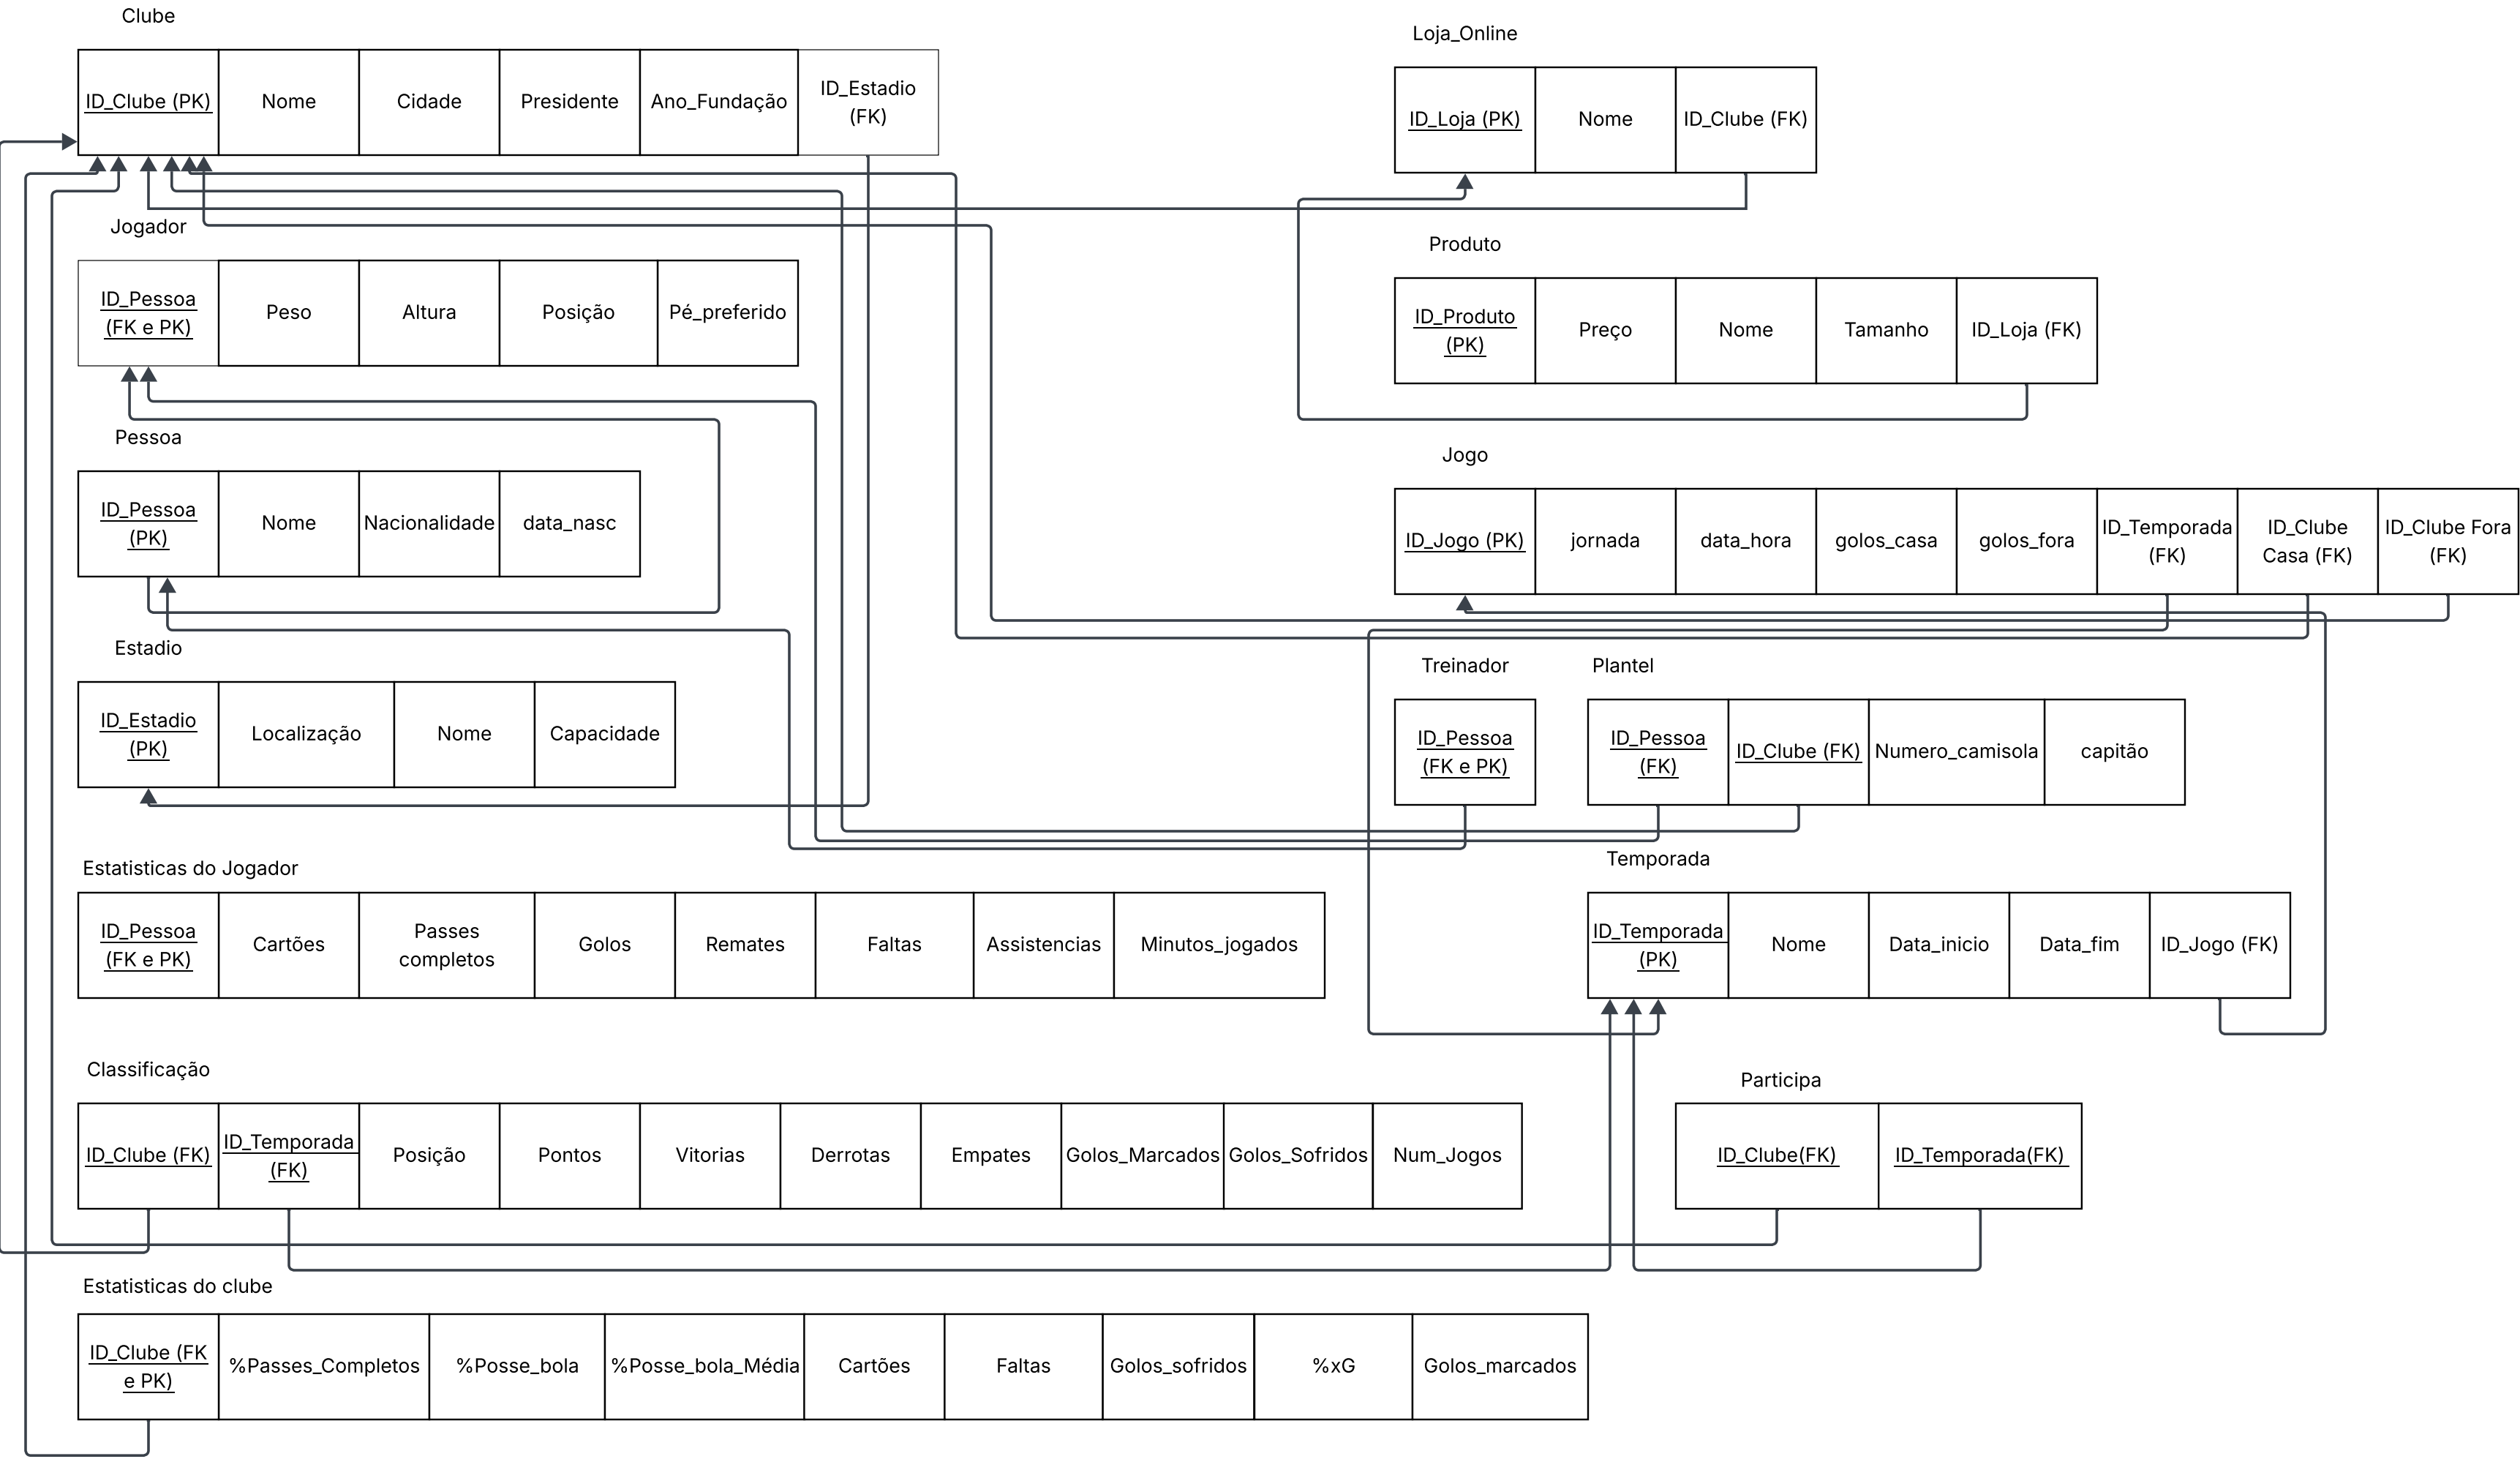 Clube
ID_Clube (PK)
Nome
Cidade
Presidente
Ano_Fundação
ID_Estadio
(FK)
Loja_Online
ID_Loja (PK)
Nome
ID_Clube (FK)
Jogador
ID_Pessoa
(FK e PK)
Peso
Altura
Posição
Pé_preferido
Produto
ID_Produto
(PK)
Preço
Nome
Tamanho
ID_Loja (FK)
Pessoa
ID_Pessoa
(PK)
Nome
Nacionalidade
data_nasc
Jogo
ID_Jogo (PK)
jornada
data_hora
golos_casa
golos_fora
ID_Temporada
(FK)
ID_Clube
Casa (FK)
ID_Clube Fora
(FK)
Estadio
ID_Estadio
(PK)
Localização
Nome
Capacidade
Treinador
ID_Pessoa
(FK e PK)
Plantel
ID_Pessoa
(FK)
ID_Clube (FK)
Numero_camisola
capitão
Estatisticas do Jogador
ID_Pessoa
(FK e PK)
Cartões
Passes
completos
Golos
Remates
Faltas
Assistencias
Minutos_jogados
Temporada
ID_Temporada
(PK)
Nome
Data_inicio
Data_fim
ID_Jogo (FK)
Classificação
ID_Clube (FK)
ID_Temporada
(FK)
Posição
Pontos
Vitorias
Derrotas
Empates
Golos_Marcados
Golos_Sofridos
Num_Jogos
Participa
ID_Clube(FK)
ID_Temporada(FK)
Estatisticas do clube
ID_Clube (FK
e PK)
%Passes_Completos
%Posse_bola
%Posse_bola_Média
Cartões
Faltas
Golos_sofridos
%xG
Golos_marcados